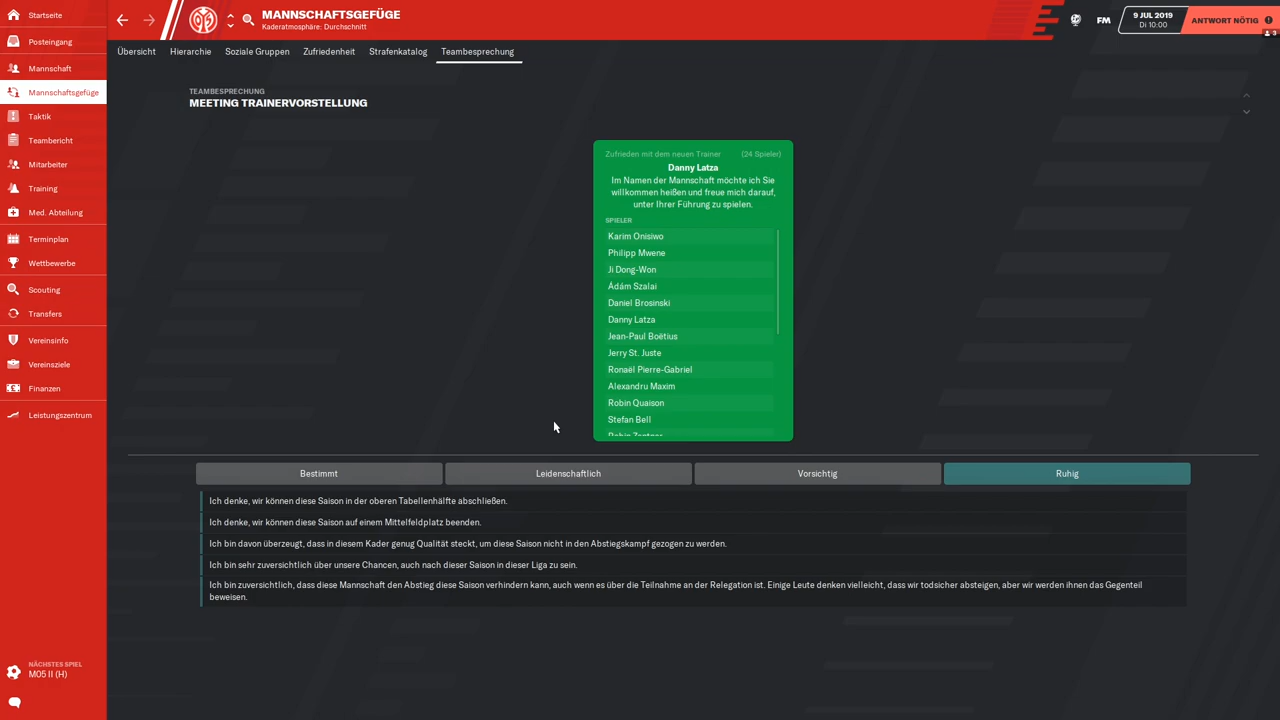 Startseite
Posteingang
Mannschaft
Mannschaftsgefüge
Taktik
Teambericht
Mitarbeiter
Training
Med. Abteilung
Terminplan
Wettbewerbe
Scouting
Transfers
Vereinsinfo
Vereinsziele
Finanzen
Leistungszentrum
NÄCHSTES SPIEL
M05 II (H)
MANNSCHAFTSGEFÜGE
Kaderatmosphäre: Durchschnitt
FM
9 JUL 2019
Di 10:00
ANTWORT NÖTIG
3
Übersicht
Hierarchie
Soziale Gruppen
Zufriedenheit
Strafenkatalog
Teambesprechung
TEAMBESPRECHUNG
MEETING TRAINERVORSTELLUNG
Zufrieden mit dem neuen Trainer (24 Spieler)
Danny Latza
Im Namen der Mannschaft möchte ich Sie
willkommen heißen und freue mich darauf,
unter Ihrer Führung zu spielen.
SPIELER
Karim Onisiwo
Philipp Mwene
Ji Dong-Won
Ádám Szalai
Daniel Brosinski
Danny Latza
Jean-Paul Boëtius
Jerry St. Juste
Ronaël Pierre-Gabriel
Alexandru Maxim
Robin Quaison
Stefan Bell
Robin Zentner
Bestimmt
Leidenschaftlich
Vorsichtig
Ruhig
Ich denke, wir können diese Saison in der oberen Tabellenhälfte abschließen.
Ich denke, wir können diese Saison auf einem Mittelfeldplatz beenden.
Ich bin davon überzeugt, dass in diesem Kader genug Qualität steckt, um diese Saison nicht in den Abstiegskampf gezogen zu werden.
Ich bin sehr zuversichtlich über unsere Chancen, auch nach dieser Saison in dieser Liga zu sein.
Ich bin zuversichtlich, dass diese Mannschaft den Abstieg diese Saison verhindern kann, auch wenn es über die Teilnahme an der Relegation ist. Einige Leute denken vielleicht, dass wir todsicher absteigen, aber wir werden ihnen das Gegenteil
beweisen.